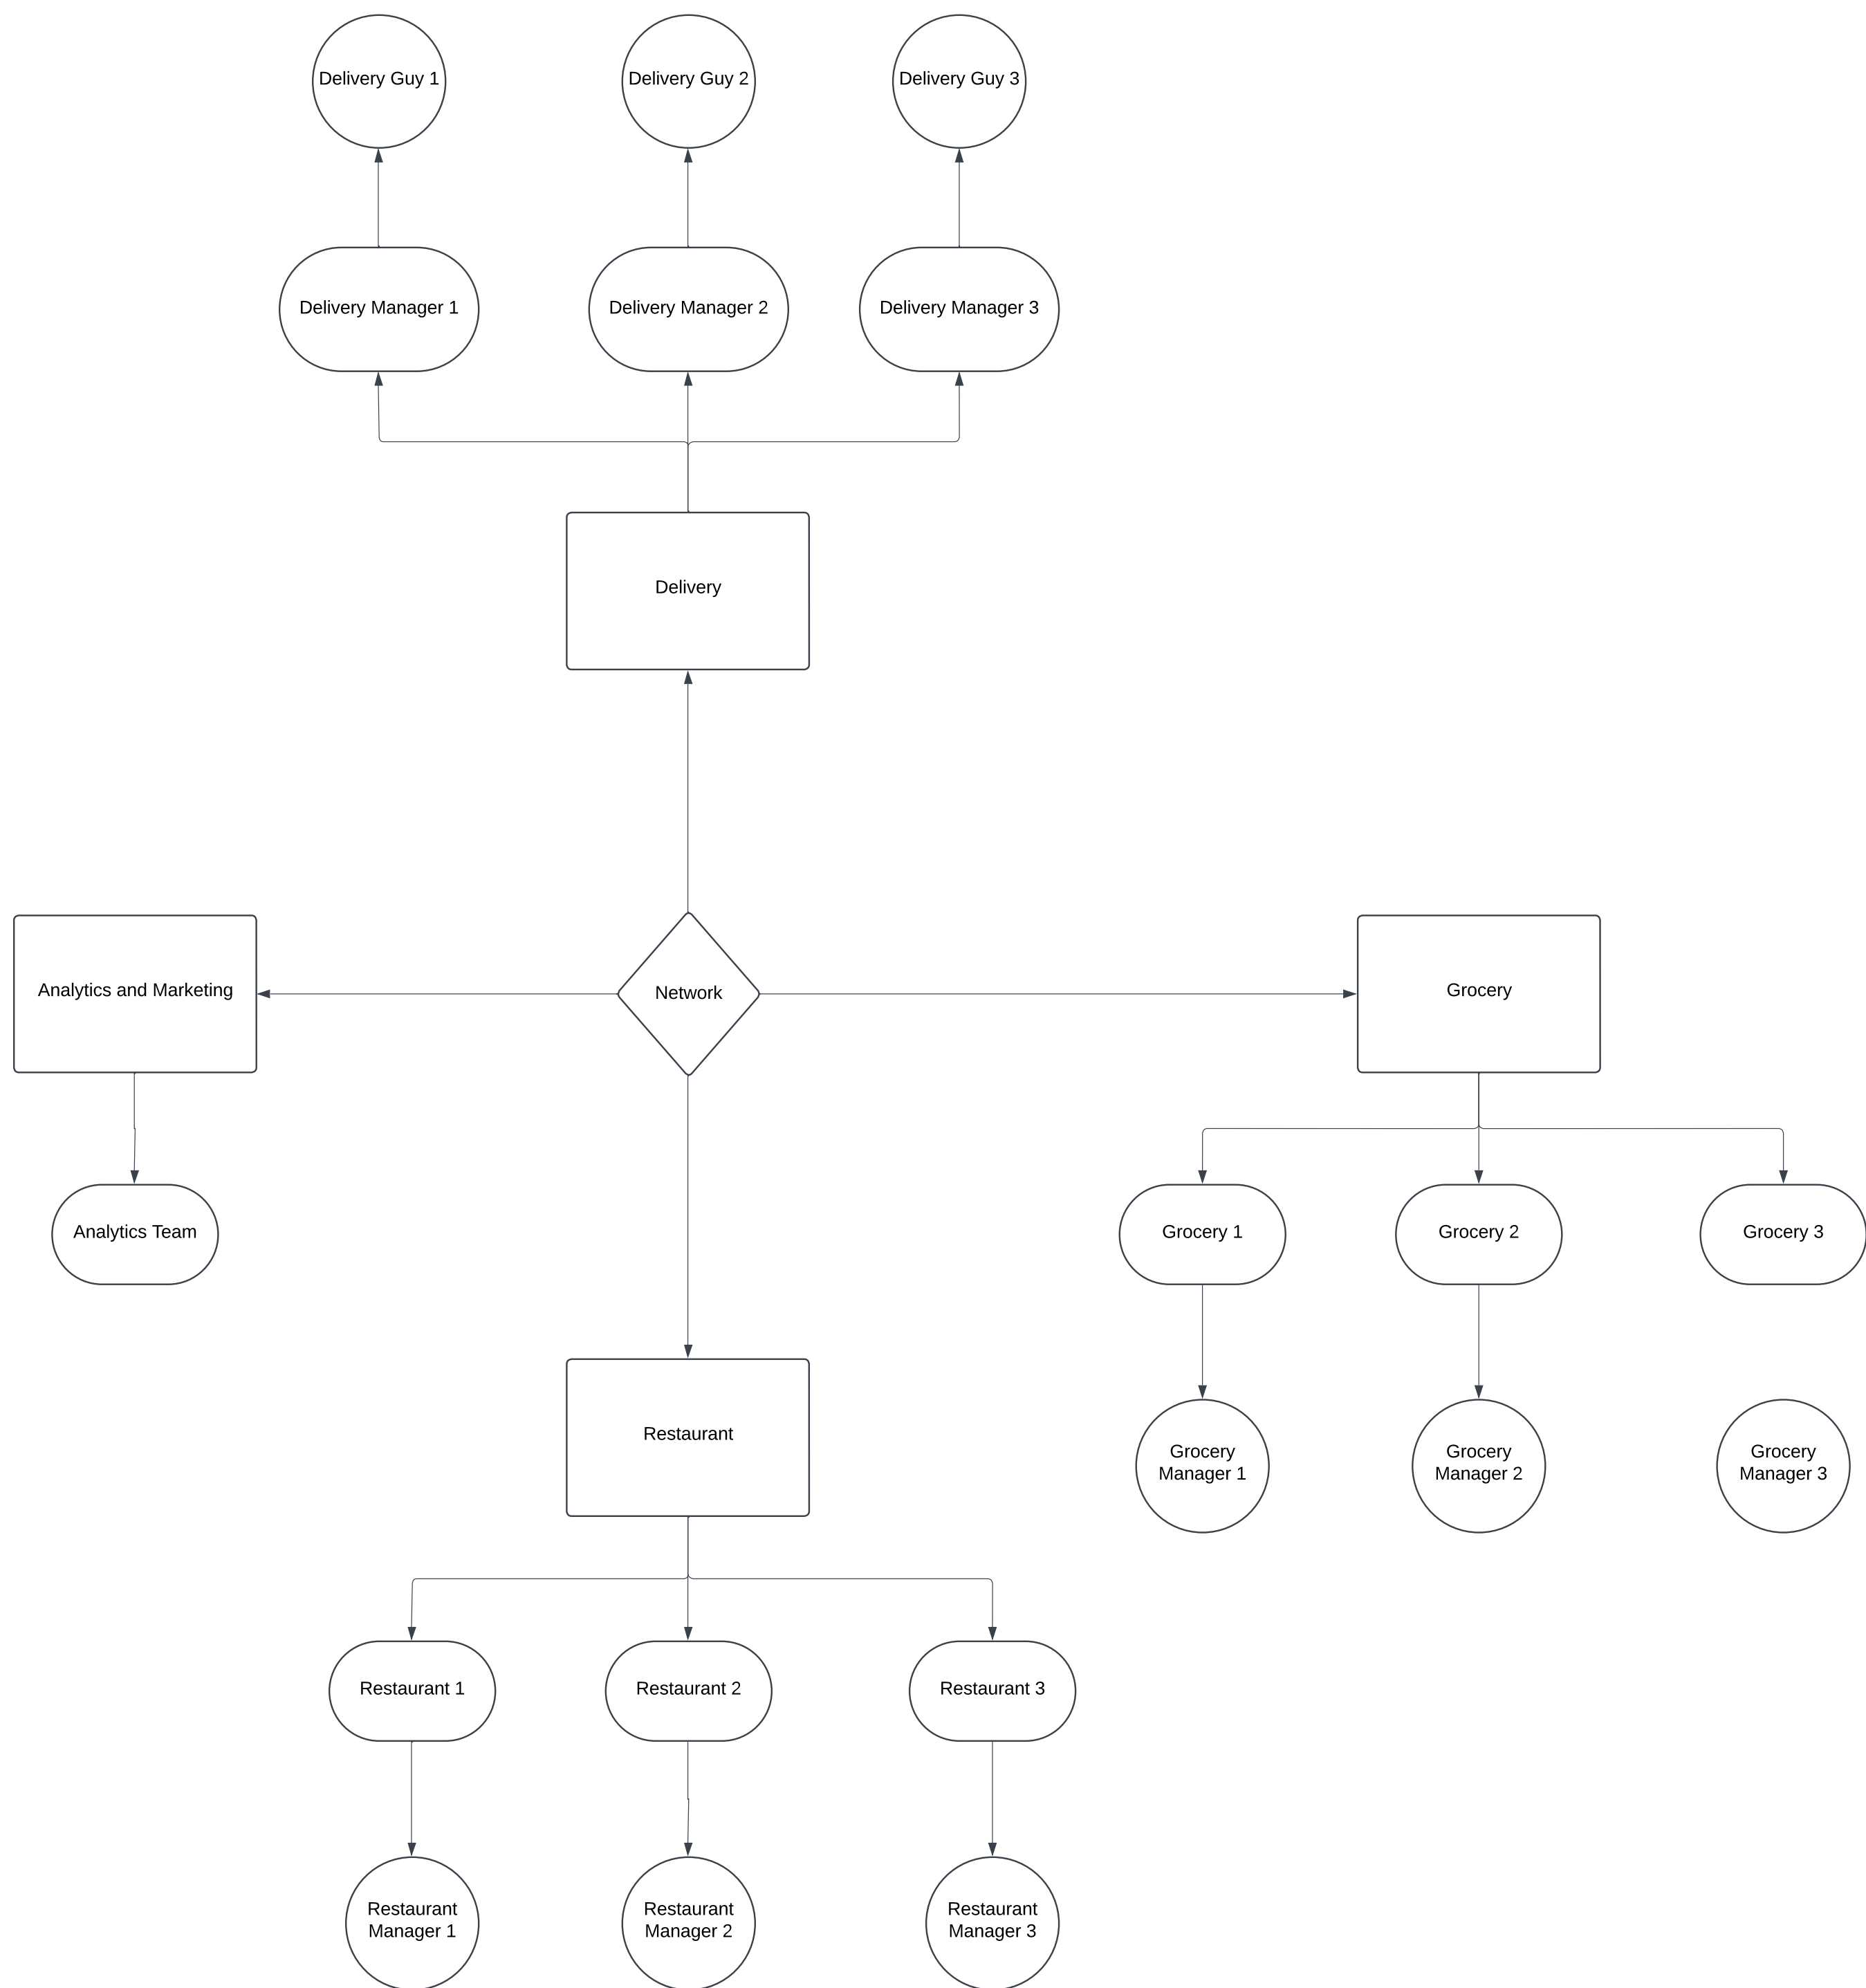 Delivery Guy 1
Delivery Guy 2
Delivery Guy 3
Delivery Manager 1
Delivery Manager 2
Delivery Manager 3
Delivery
Analytics and Marketing
Network
Grocery
Analytics Team
Grocery 1
Grocery 2
Grocery 3
Restaurant
Grocery
Manager 1
Grocery
Manager 2
Grocery
Manager 3
Restaurant 1
Restaurant 2
Restaurant 3
Restaurant
Manager 1
Restaurant
Manager 2
Restaurant
Manager 3